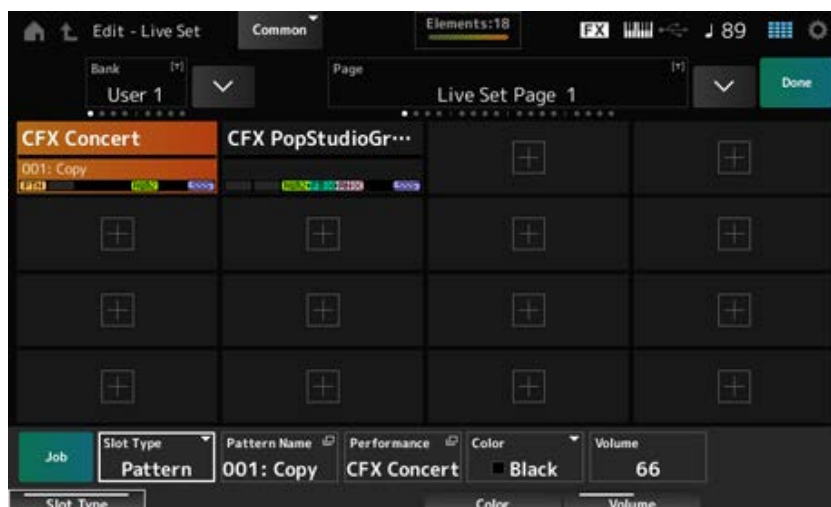 Edit - Live Set
Common
Elements:18
FX
♩ 89
Bank
User 1
Page
Live Set Page 1
Done
CFX Concert
CFX PopStudioGr⋯
001: Copy
Job
Slot Type
Pattern
Pattern Name
001: Copy
Performance
CFX Concert
Color
Black
Volume
66
Slot Type
Color
Volume